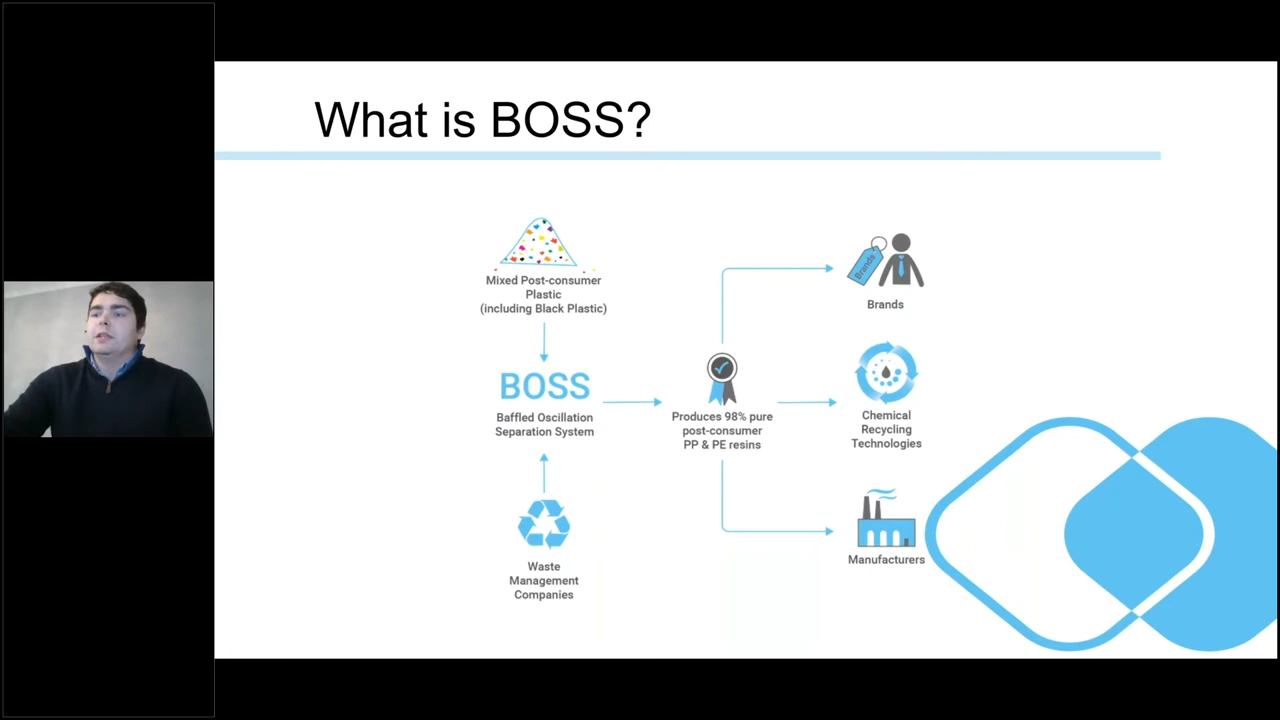 What is BOSS?
Mixed Post-consumer
Plastic
(including Black Plastic)
BOSS
Baffled Oscillation
Separation System
Waste
Management
Companies
Produces 98% pure
post-consumer
PP & PE resins
Brands
Brands
Chemical
Recycling
Technologies
Manufacturers